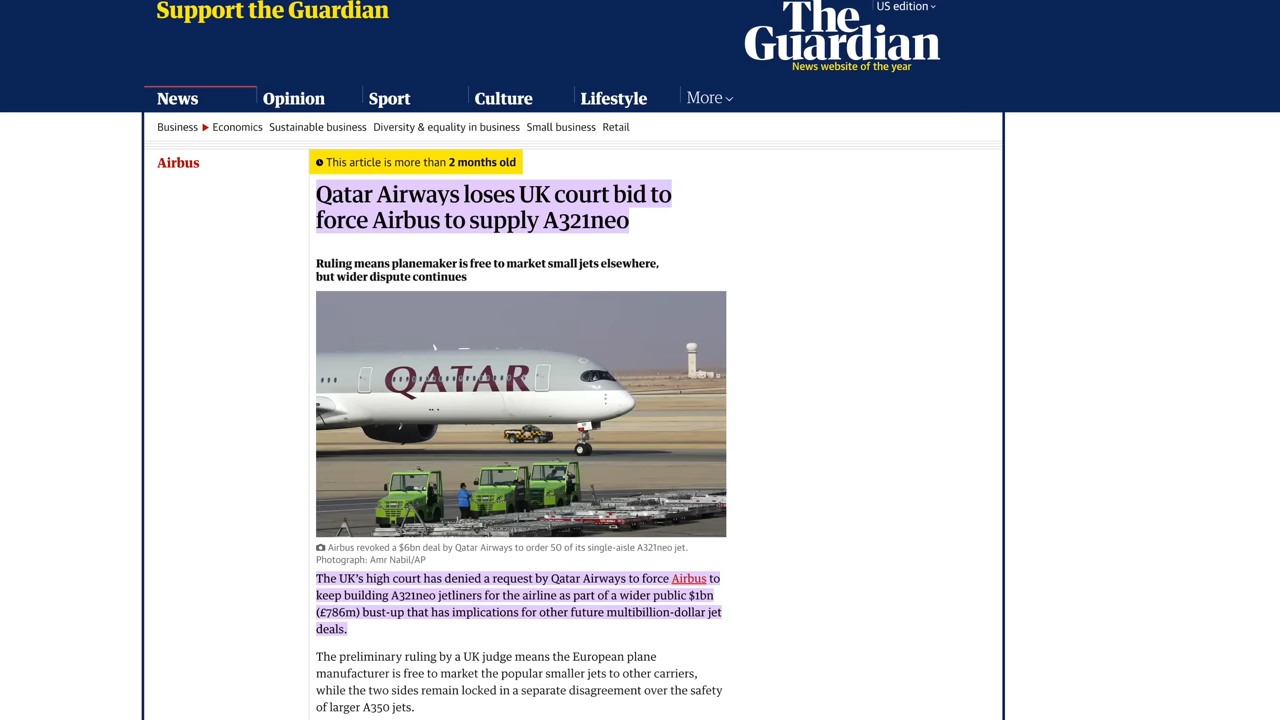 Support the Guardian
US edition
The
Guardian
News website of the year
News Opinion Sport Culture Lifestyle More
Business Economics Sustainable business Diversity & equality in business Small business Retail
Airbus
This article is more than 2 months old
Qatar Airways loses UK court bid to
force Airbus to supply A321neo
Ruling means planemaker is free to market small jets elsewhere,
but wider dispute continues
QATAR
Airbus revoked a $6bn deal by Qatar Airways to order 50 of its single-aisle A321neo jet.
Photograph: Amr Nabil/AP
The UK’s high court has denied a request by Qatar Airways to force Airbus to
keep building A321neo jetliners for the airline as part of a wider public $1bn
(£786m) bust-up that has implications for other future multibillion-dollar jet
deals.
The preliminary ruling by a UK judge means the European plane
manufacturer is free to market the popular smaller jets to other carriers,
while the two sides remain locked in a separate disagreement over the safety
of larger A350 jets.